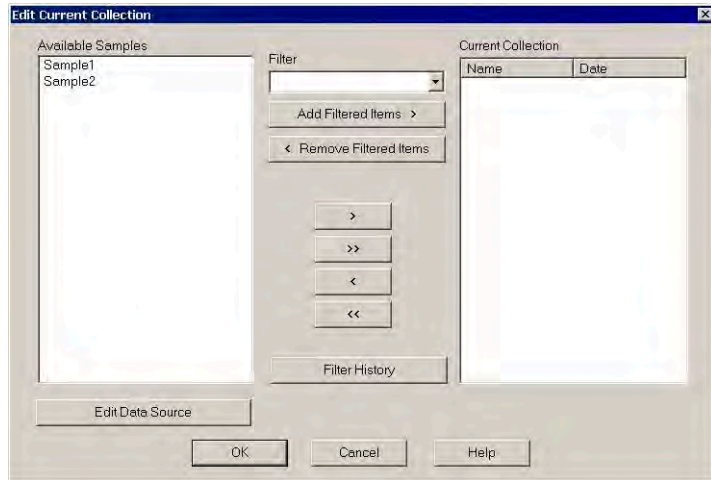 Edit Current Collection
Available Samples
Sample1
Sample2
Filter
Add Filtered Items >
< Remove Filtered Items
>
>>
<
<<
Filter History
Current Collection
Name Date
Edit Data Source
OK Cancel Help